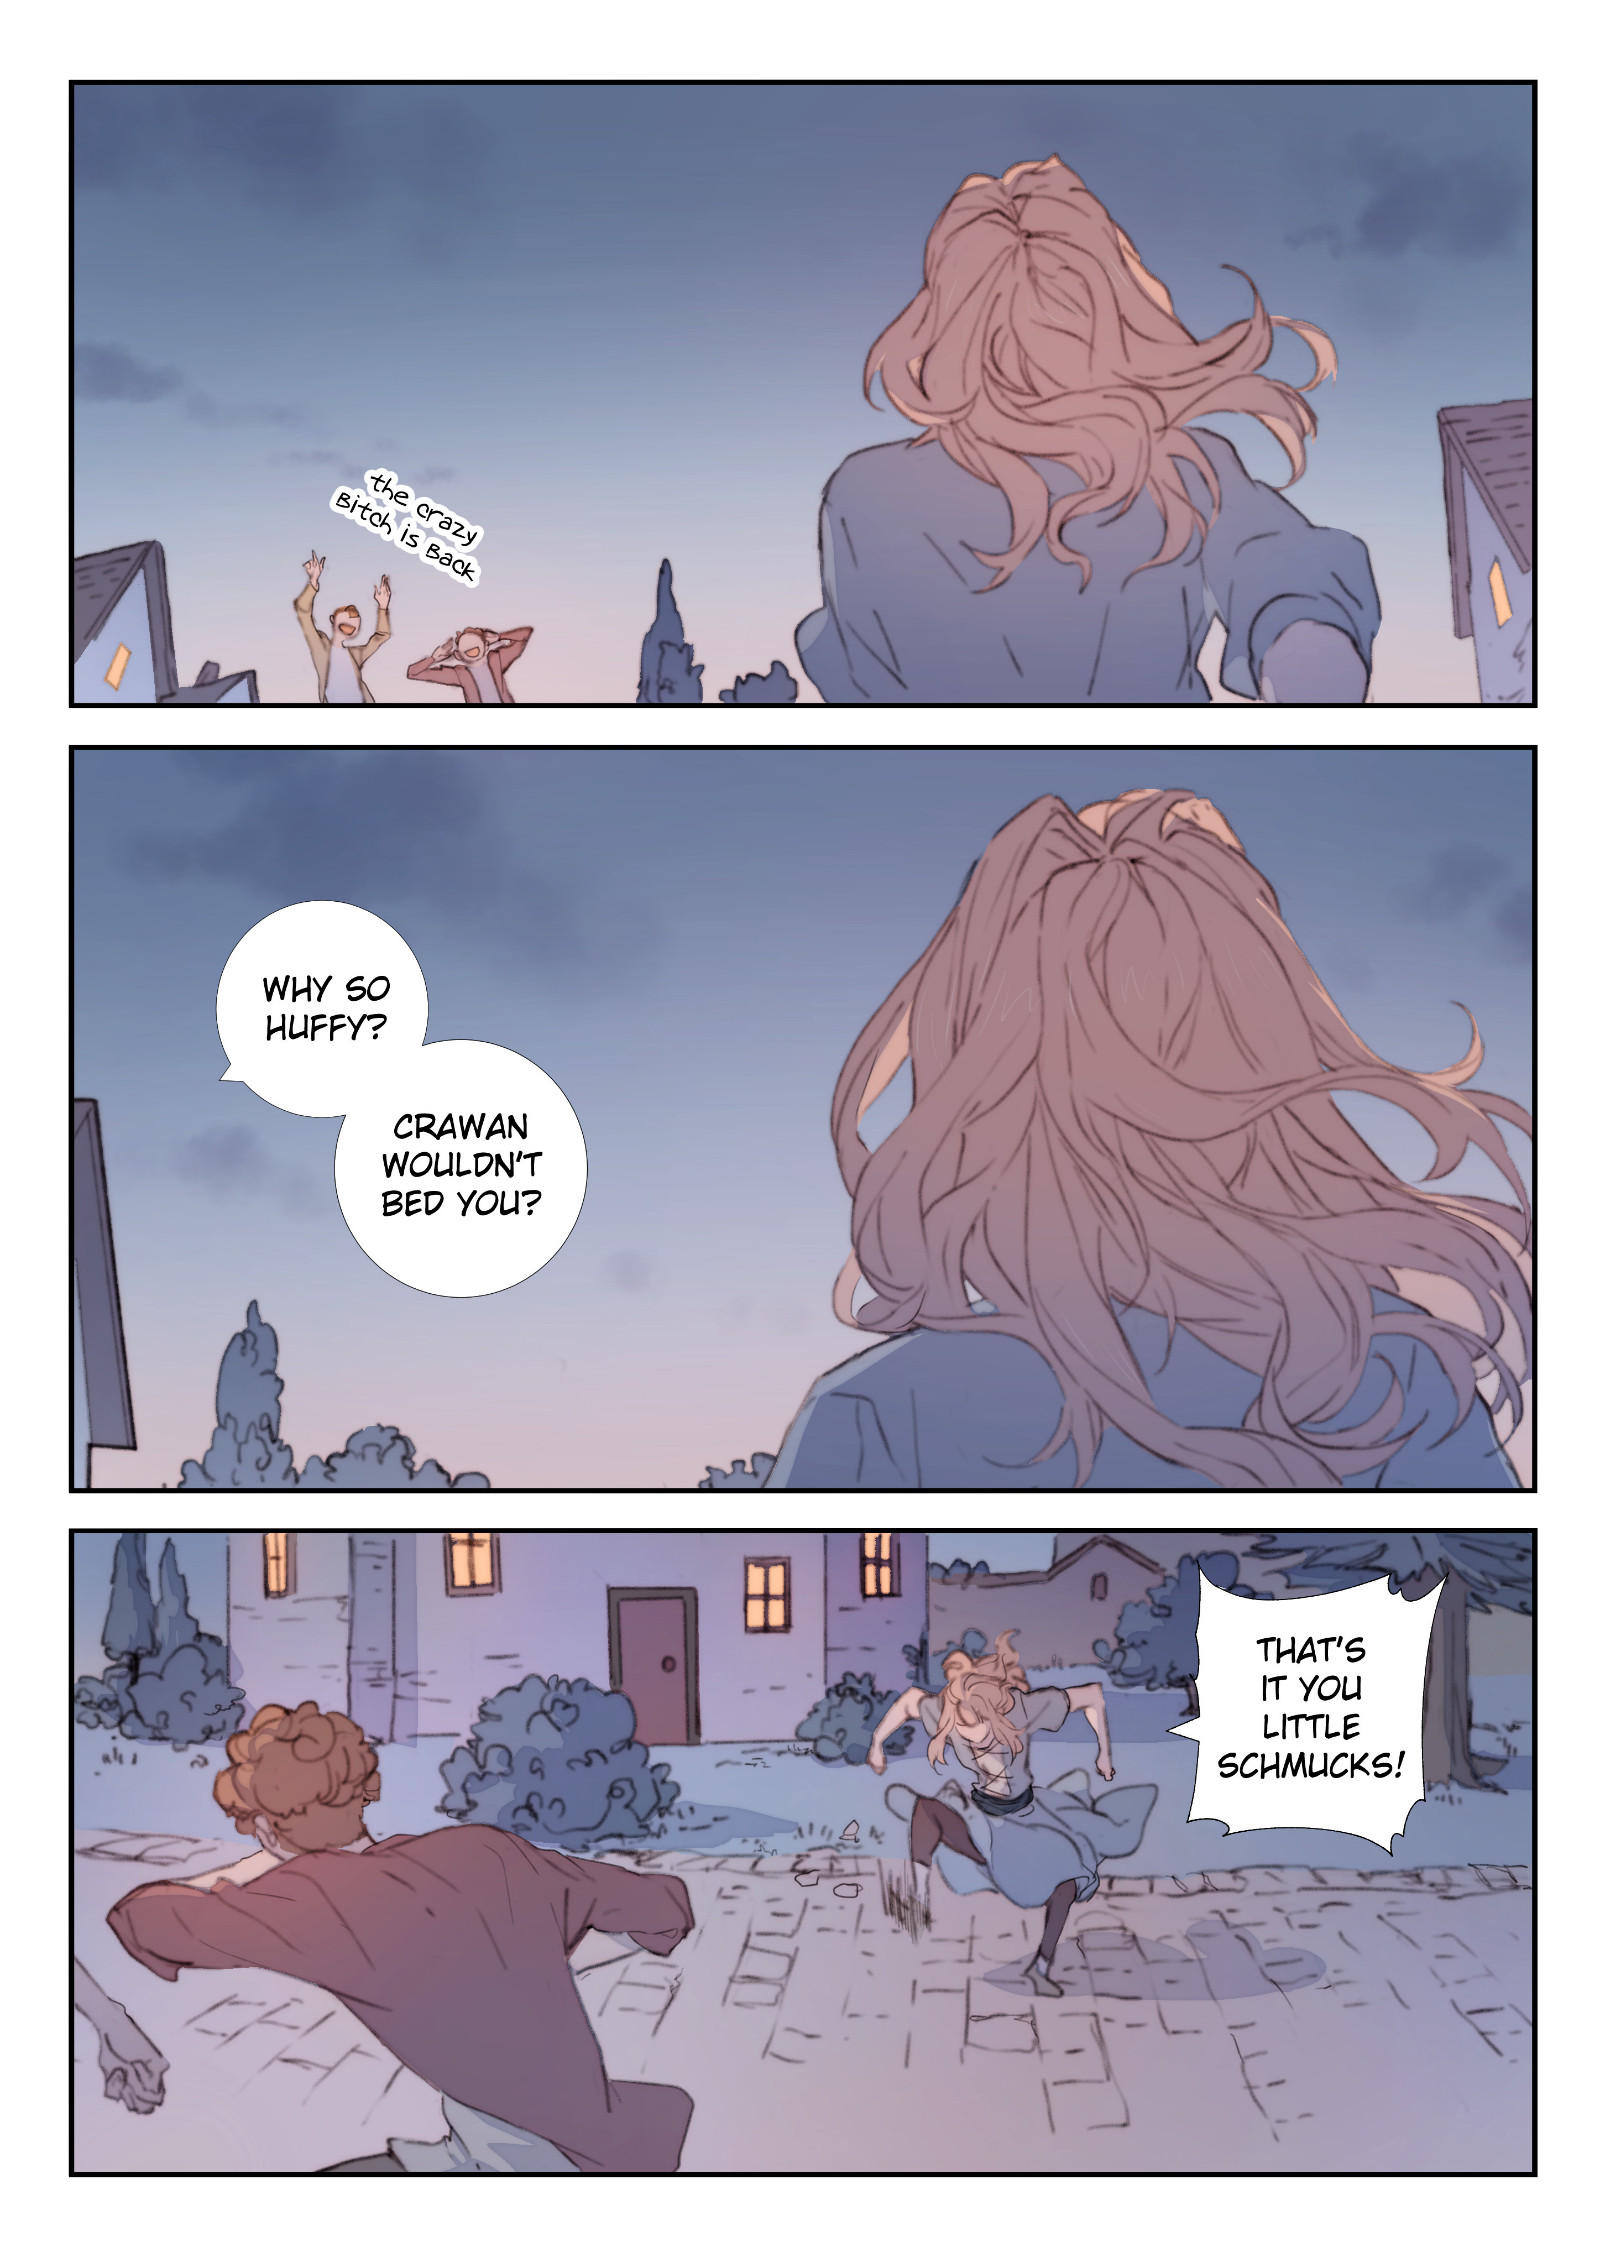 the crazy
Bitch is Back
WHY SO
HUFFY?
CRAWAN
WOULDN'T
BED YOU?
THAT'S
IT YOU
LITTLE
SCHMUCKS!